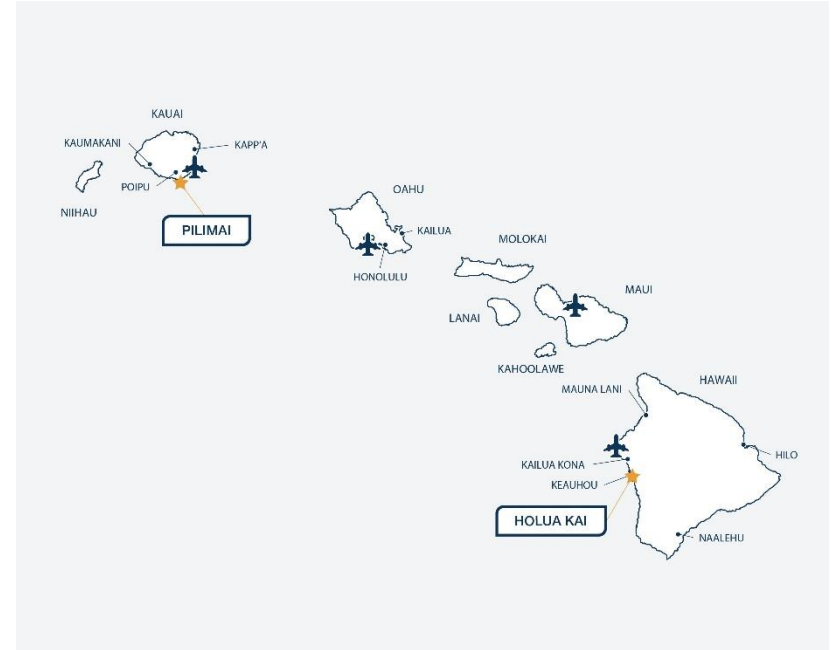 KAUAI
KAUMAKANI
KAPP'A
POIPU
NIIHAU
PILIMAI
OAHU
KAILUA
HONOLULU
MOLOKAI
LANAI
MAUI
KAHOOLAWE
MAUNA LANI
HAWAII
HILO
KAILUA KONA
KEAUHOU
HOLUA KAI
NAALEHU